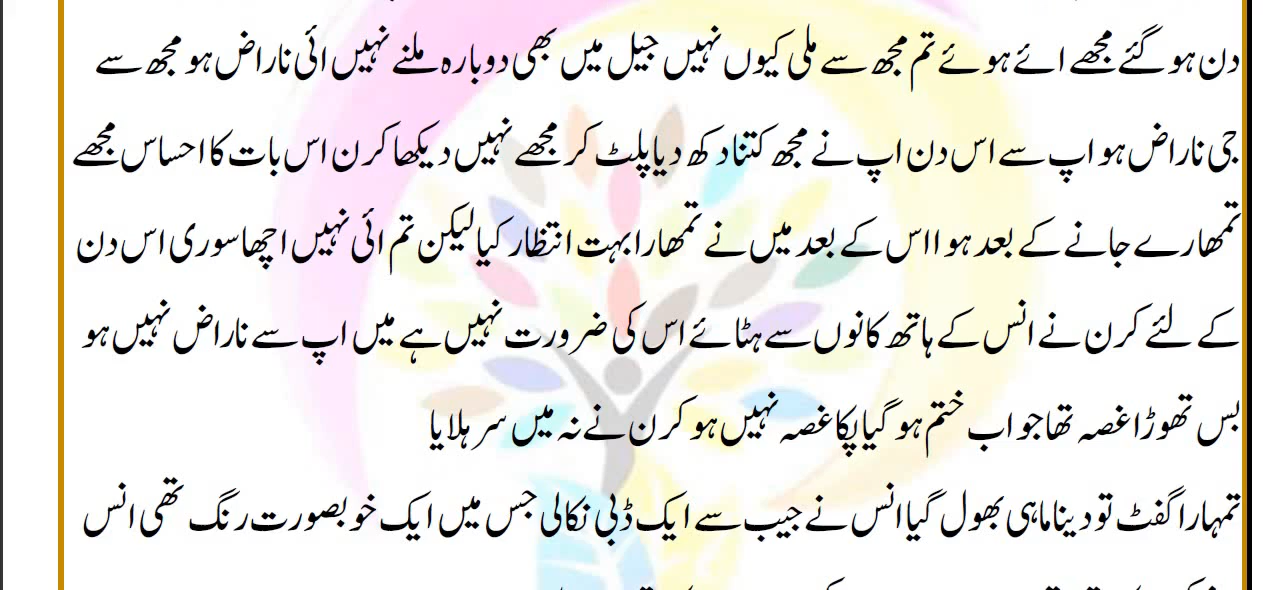 دن ہو گئے مجھے ائے ہوئے تم مجھ سے ملی کیوں نہیں جیل میں بھی دوبارہ ملنے نہیں ائی ناراض ہو مجھ سے
جی ناراض ہو اپ سے اس دن اپ نے مجھ کتنا دکھ دیا پلٹ کر مجھے نہیں دیکھا کرن اس بات کا احساس مجھے
تمھارے جانے کے بعد ہوا اس کے بعد میں نے تمھارا بہت انتظار کیا لیکن تم ائی نہیں اچھا سوری اس دن
کے لئے کرن نے انس کے ہاتھ کانوں سے ہٹائے اس کی ضرورت نہیں ہے میں اپ سے ناراض نہیں ہو
بس تھوڑا غصہ تھا جو اب ختم ہو گیا پکا غصہ نہیں ہو کرن نے نہ میں سر ہلایا
تمہارا گفٹ تو دینا ماہی بھول گیا انس نے جیب سے ایک ڈبی نکالی جس میں ایک خوبصورت رنگ تھی انس